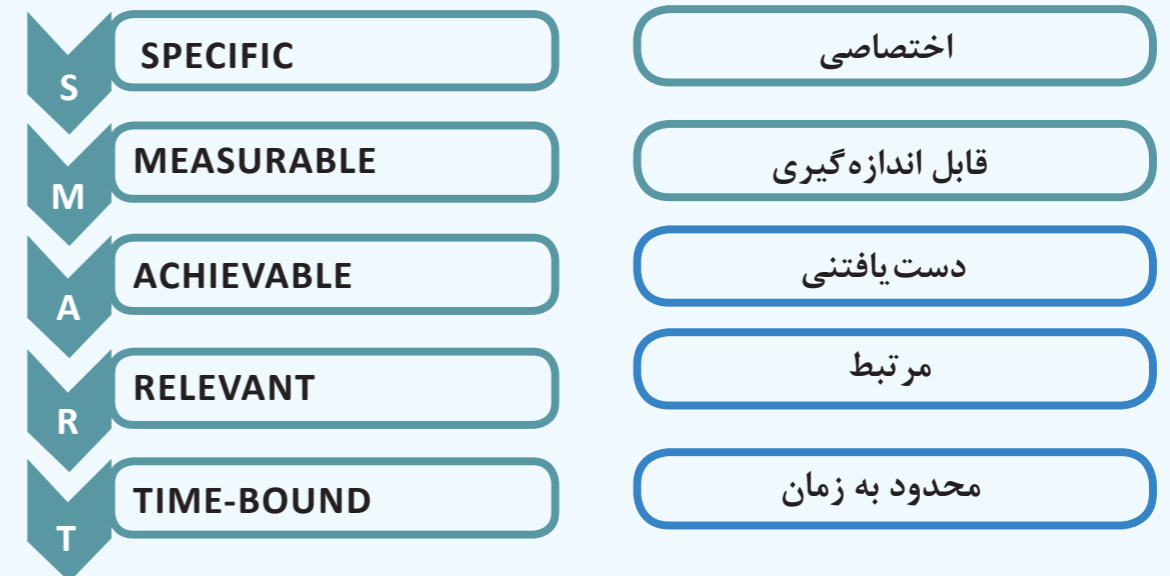 S
SPECIFIC
اختصاصی
M
MEASURABLE
قابل اندازه گیری
A
ACHIEVABLE
دست یافتنی
R
RELEVANT
مرتبط
T
TIME-BOUND
محدود به زمان